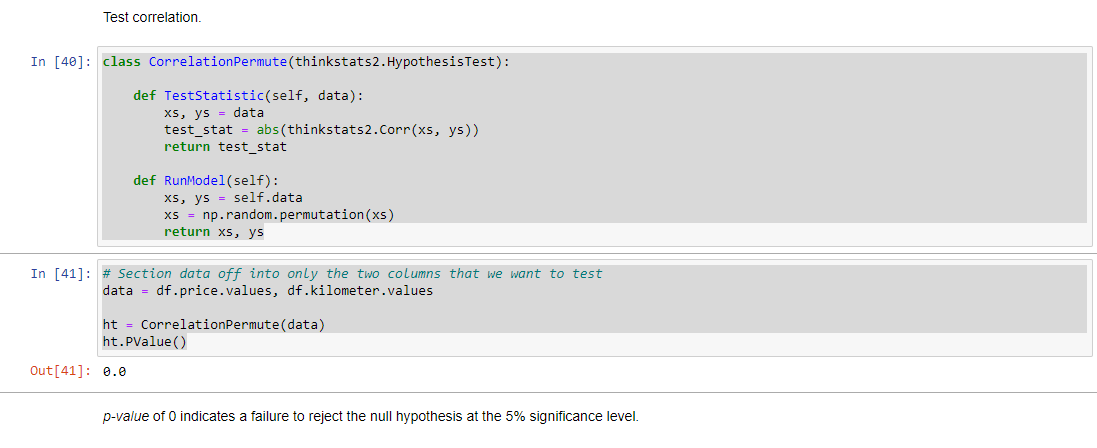 Test correlation.
In [40]: class CorrelationPermute(thinkstats2.HypothesisTest):
def TestStatistic(self, data):
xs, ys = data
test_stat = abs(thinkstats2.Corr(xs, ys))
return test_stat
def RunModel(self):
xs, ys = self.data
xs = np.random.permutation(xs)
return xs, ys
In [41]: # Section data off into only the two columns that we want to test
data = df.price.values, df.kilometer.values
ht = CorrelationPermute(data)
ht.PValue()
Out[41]: 0.0
p-value of 0 indicates a failure to reject the null hypothesis at the 5% significance level.